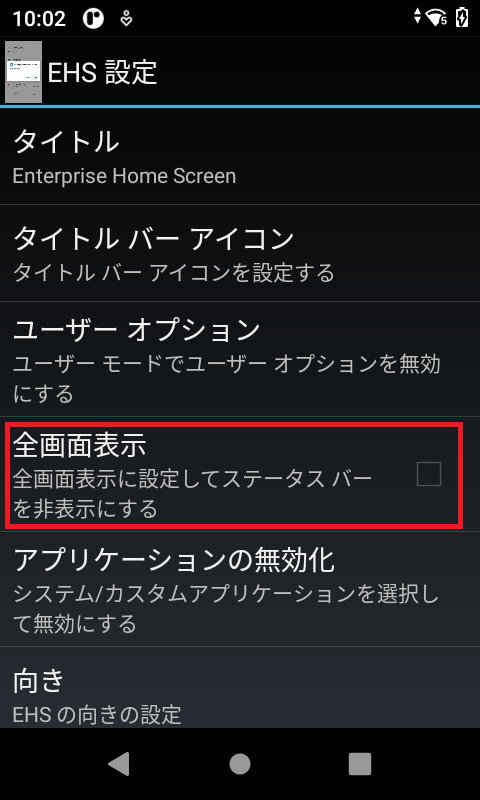 10:02
EHS 設定
タイトル
Enterprise Home Screen
タイトル バー アイコン
タイトル バー アイコンを設定する
ユーザー オプション
ユーザー モードでユーザー オプションを無効
にする
全画面表示
全画面表示に設定してステータス バー
を非表示にする
アプリケーションの無効化
システム/カスタムアプリケーションを選択し
て無効にする
向き
EHS の向きの設定